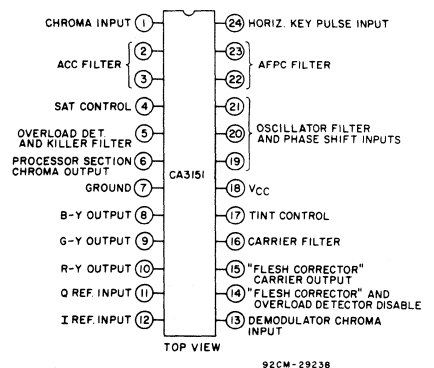 CHROMA INPUT 1
24 HORIZ. KEY PULSE INPUT
2
ACC FILTER
3
23
AFPC FILTER
22
SAT CONTROL 4
21
OVERLOAD DET.
AND KILLER FILTER 5
20
OSCILLATOR FILTER
AND PHASE SHIFT INPUTS
PROCESSOR SECTION
CHROMA OUTPUT 6
19
CA3151
GROUND 7
18 VCC
B-Y OUTPUT 8
17 TINT CONTROL
G-Y OUTPUT 9
16 CARRIER FILTER
R-Y OUTPUT 10
15 "FLESH CORRECTOR"
CARRIER OUTPUT
Q REF. INPUT 11
14 "FLESH CORRECTOR" AND
OVERLOAD DETECTOR DISABLE
I REF. INPUT 12
13 DEMODULATOR CHROMA
INPUT
TOP VIEW
92CM-29238